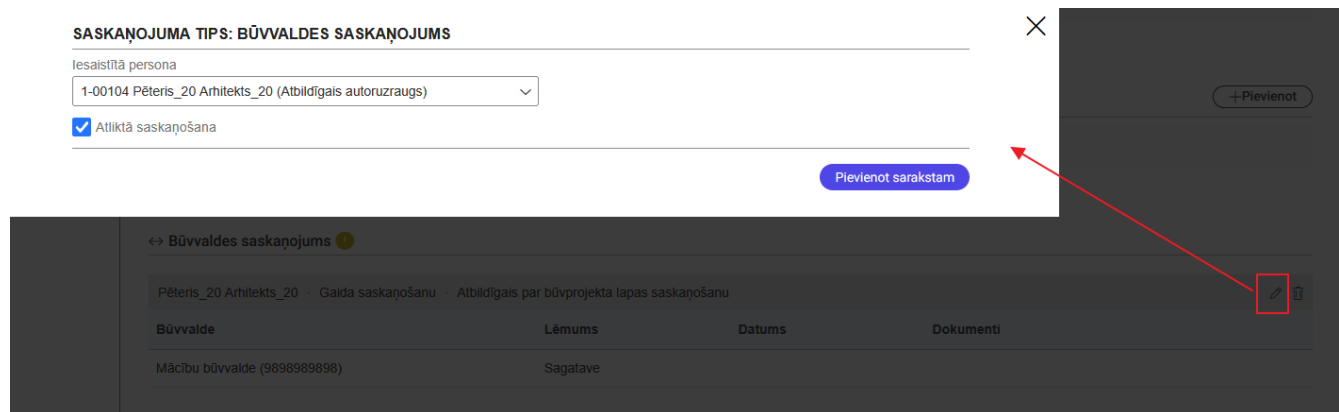 SASKAŅOJUMA TIPS: BŪVVALDES SASKAŅOJUMS
Iesaistītā persona
1-00104 Pēteris_20 Arhitekts_20 (Atbildīgais autoruzraugs)
Atliktā saskaņošana
Pievienot sarakstam
+Pievienot
Būvvaldes saskaņojums
Pēteris_20 Arhitekts_20 · Gaida saskaņošanu · Atbildīgais par būvprojekta lapas saskaņošanu
Būvvalde Lēmums Datums Dokumenti
Mācību būvvalde (9898989898) Sagatave